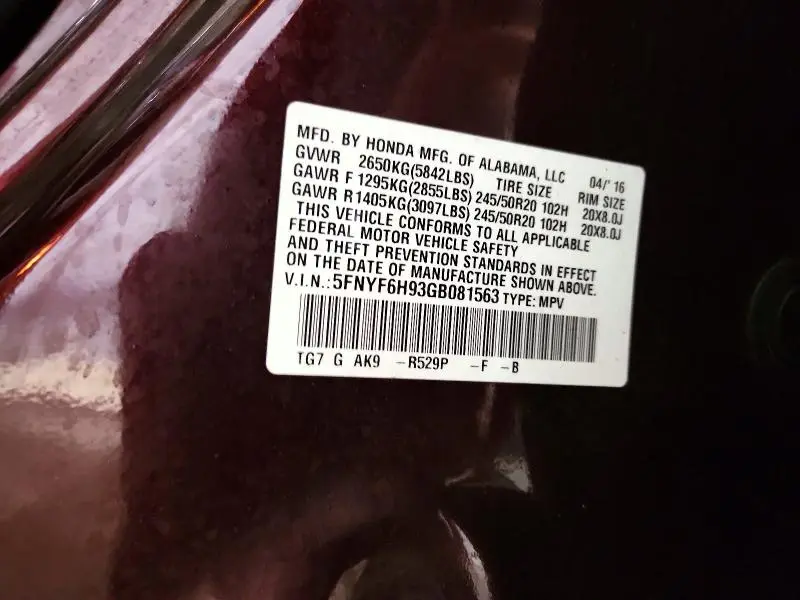 MFD. BY HONDA MFG. OF ALABAMA, LLC 04/' 16
GVWR 2650KG(5842LBS) TIRE SIZE RIM SIZE
GAWR F 1295KG(2855LBS) 245/50R20 102H 20X8.0J
GAWR R 1405KG(3097LBS) 245/50R20 102H 20X8.0J
THIS VEHICLE CONFORMS TO ALL APPLICABLE
FEDERAL MOTOR VEHICLE SAFETY
AND THEFT PREVENTION STANDARDS IN EFFECT
ON THE DATE OF MANUFACTURE SHOWN ABOVE.
V.I.N.: 5FNYF6H93GB081563 TYPE: MPV
TG7 G AK9 -R529P -F -B